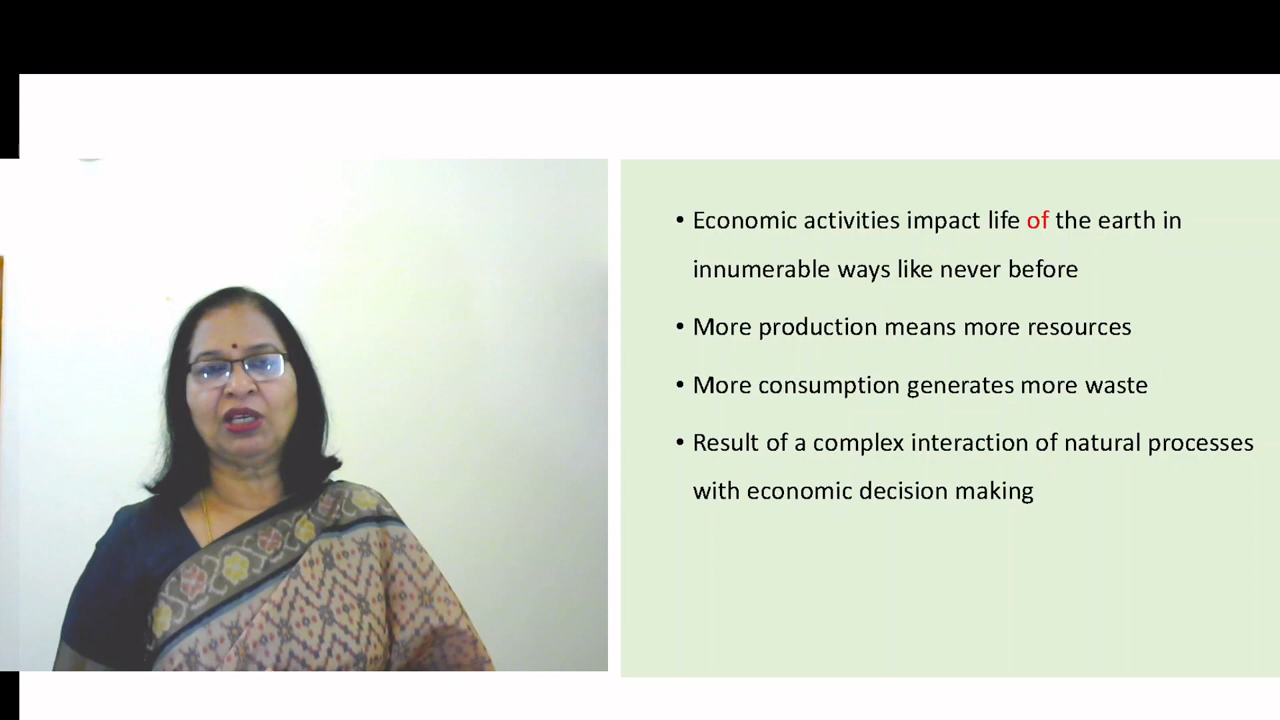 • Economic activities impact life of the earth in
innumerable ways like never before
• More production means more resources
• More consumption generates more waste
• Result of a complex interaction of natural processes
with economic decision making